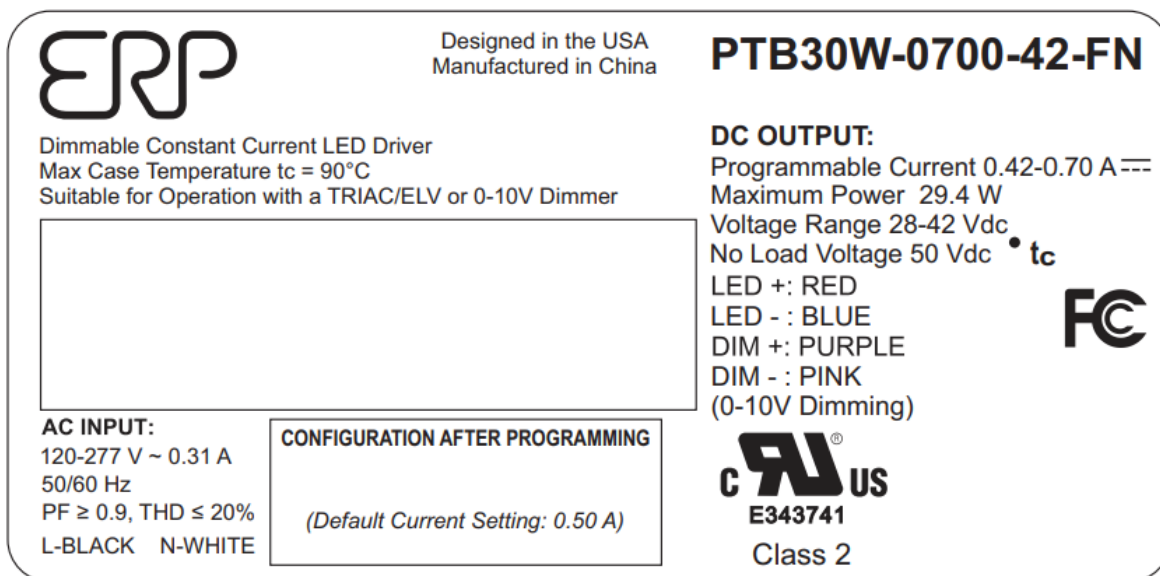 ERP
Designed in the USA
Manufactured in China
PTB30W-0700-42-FN
Dimmable Constant Current LED Driver
Max Case Temperature tc = 90°C
Suitable for Operation with a TRIAC/ELV or 0-10V Dimmer
DC OUTPUT:
Programmable Current 0.42-0.70 A ⎓
Maximum Power 29.4 W
Voltage Range 28-42 Vdc
No Load Voltage 50 Vdc
• tc
LED +: RED
LED - : BLUE
DIM +: PURPLE
DIM - : PINK
(0-10V Dimming)
FC
AC INPUT:
120-277 V ~ 0.31 A
50/60 Hz
PF ≥ 0.9, THD ≤ 20%
L-BLACK N-WHITE
CONFIGURATION AFTER PROGRAMMING
(Default Current Setting: 0.50 A)
C RU ® US
E343741
Class 2